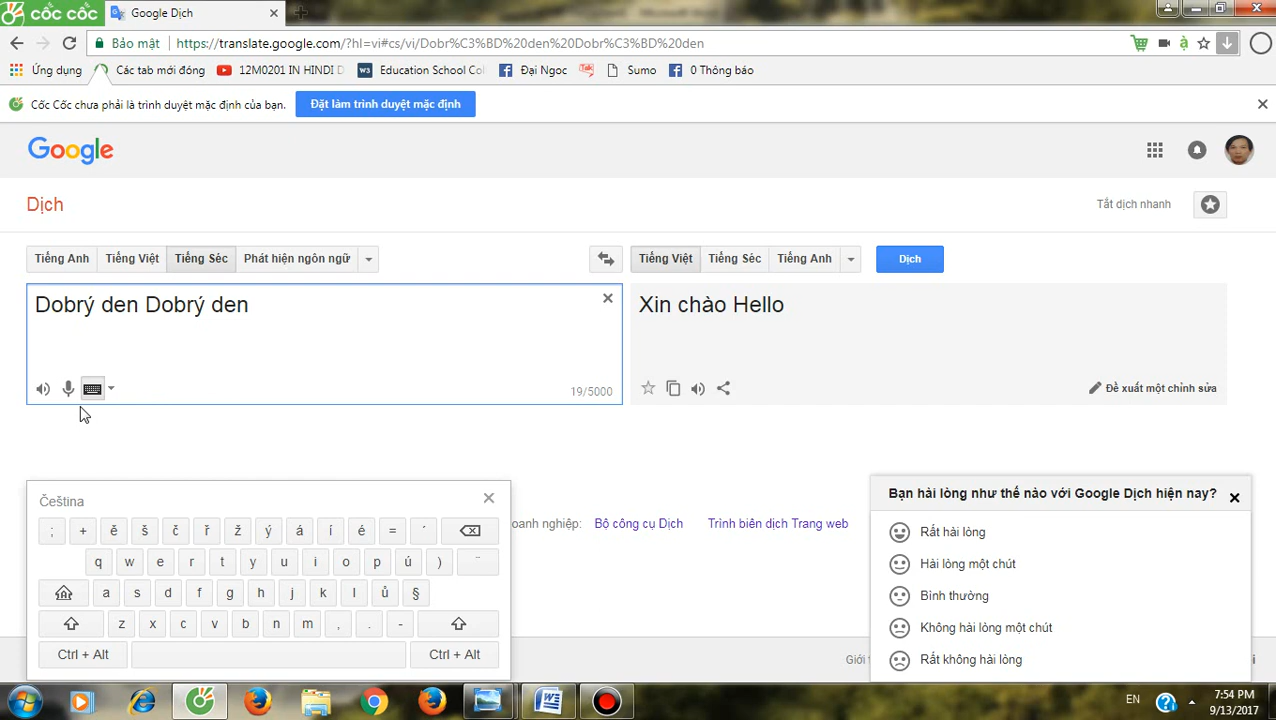 cốc cốc
Google Dịch
Bảo mật
https://translate.google.com/?hl=vi#cs/vi/Dobr%C3%BD%20den%20Dobr%C3%BD%20den
Ứng dụng
Các tab mới đóng
12M0201 IN HINDI D
Education School Col
Đại Ngọc
Talk
Sumo
0 Thông báo
Cốc Cốc chưa phải là trình duyệt mặc định của bạn.
Đặt làm trình duyệt mặc định
Google
Dịch
Tắt dịch nhanh
Tiếng Anh
Tiếng Việt
Tiếng Séc
Phát hiện ngôn ngữ
Tiếng Việt
Tiếng Séc
Tiếng Anh
Dịch
Dobrý den Dobrý den
Xin chào Hello
19/5000
Đề xuất một chỉnh sửa
Čeština
; + ě š č ř ž ý á í é = ´
q w e r t y u i o p ú ) ¨
a s d f g h j k l ů §
z x c v b n m , . -
Ctrl + Alt
Ctrl + Alt
oanh nghiệp:
Bộ công cụ Dịch
Trình biên dịch Trang web
Bạn hài lòng như thế nào với Google Dịch hiện nay?
Rất hài lòng
Hài lòng một chút
Bình thường
Không hài lòng một chút
Rất không hài lòng
Giới
EN
7:54 PM
9/13/2017